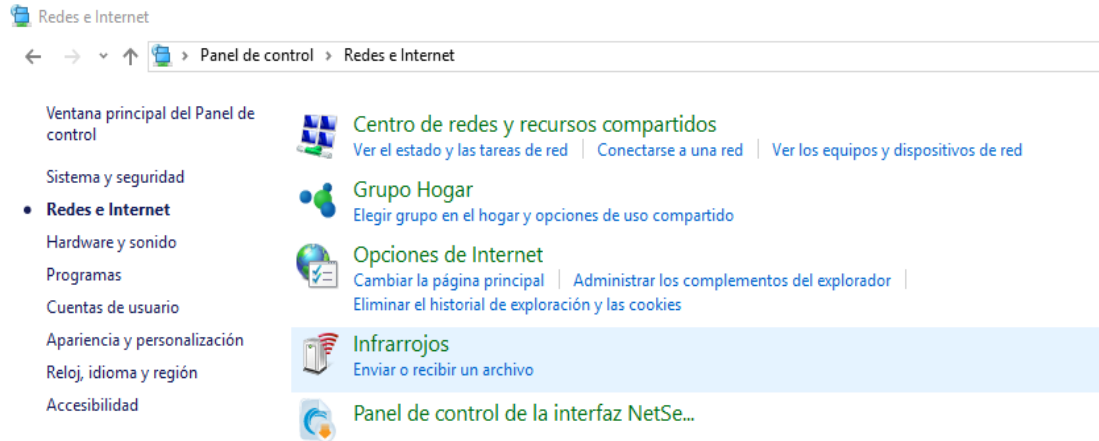 Redes e Internet
Panel de control > Redes e Internet
Ventana principal del Panel de
control
Sistema y seguridad
Redes e Internet
Hardware y sonido
Programas
Cuentas de usuario
Apariencia y personalización
Reloj, idioma y región
Accesibilidad
Centro de redes y recursos compartidos
Ver el estado y las tareas de red | Conectarse a una red | Ver los equipos y dispositivos de red
Grupo Hogar
Elegir grupo en el hogar y opciones de uso compartido
Opciones de Internet
Cambiar la página principal | Administrar los complementos del explorador |
Eliminar el historial de exploración y las cookies
Infrarrojos
Enviar o recibir un archivo
Panel de control de la interfaz NetSe...